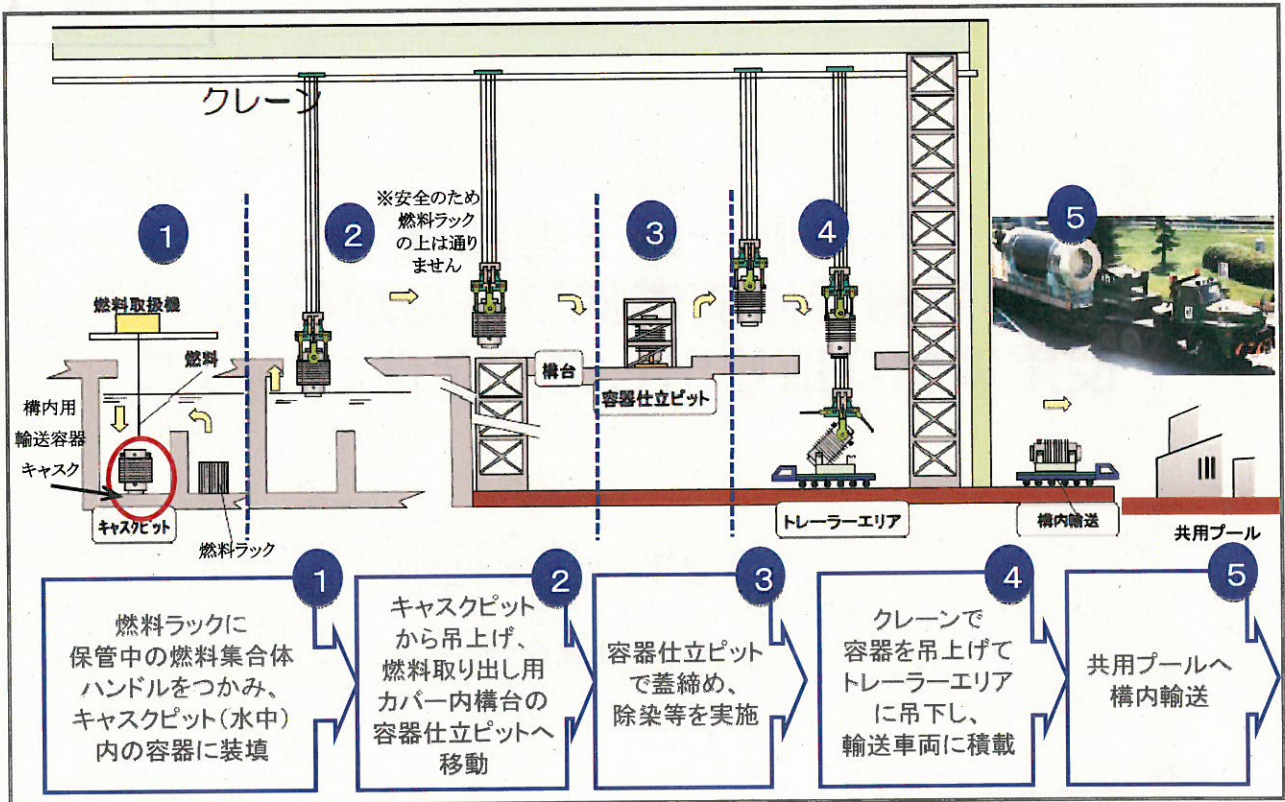 クレーン
1
2
※安全のため
燃料ラック
の上は通り
ません
3
4
5
燃料取扱機
燃料
構内用
輸送容器
キャスク
キャスクピット
燃料ラック
構台
容器仕立ピット
トレーラーエリア
構内輸送
共用プール
1
燃料ラックに
保管中の燃料集合体
ハンドルをつかみ、
キャスクピット(水中)
内の容器に装填
2
キャスクピット
から吊上げ、
燃料取り出し用
カバー内構台の
容器仕立ピットへ
移動
3
容器仕立ピット
で蓋締め、
除染等を実施
4
クレーンで
容器を吊上げて
トレーラーエリア
に吊下し、
輸送車両に積載
5
共用プールへ
構内輸送